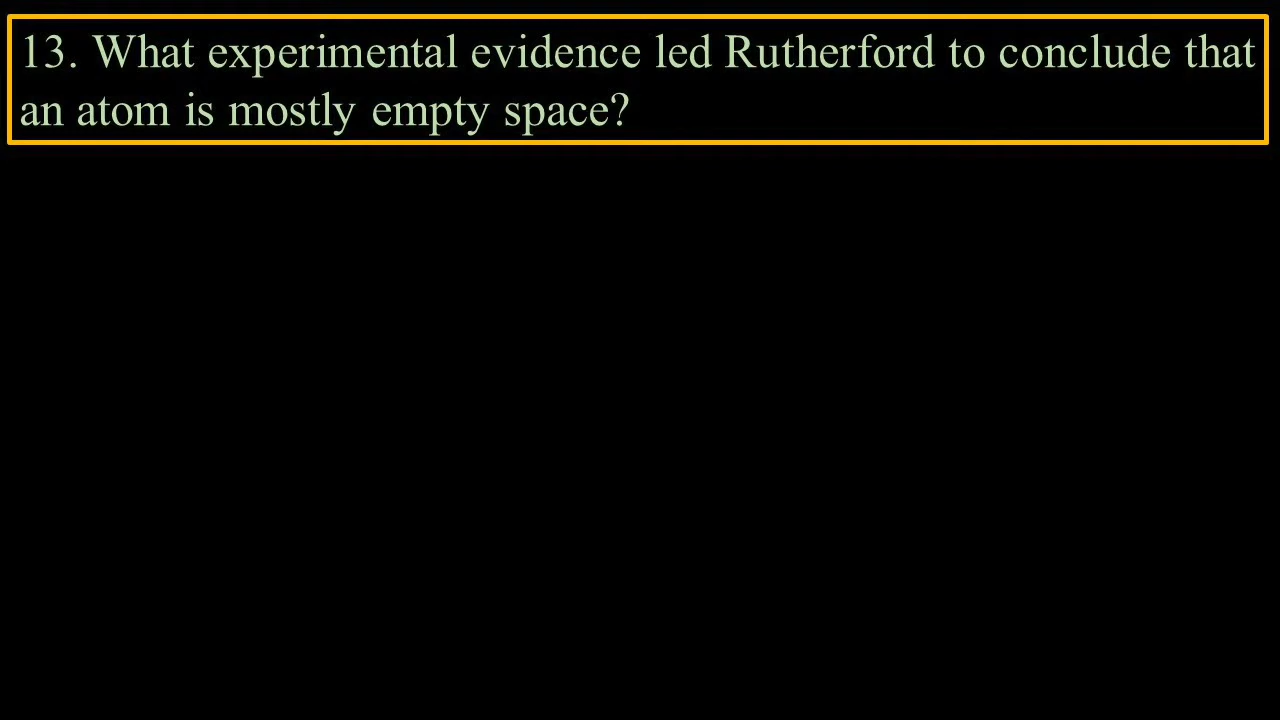 13. What experimental evidence led Rutherford to conclude that
an atom is mostly empty space?